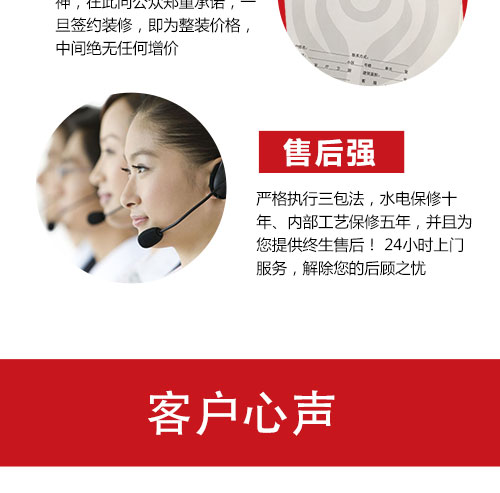 神，在此向公众郑重承诺，一
旦签约装修，即为整装价格，
中间绝无任何增价
售后强
严格执行三包法，水电保修十
年、内部工艺保修五年，并且为
您提供终生售后！24小时上门
服务，解除您的后顾之忧
客户心声